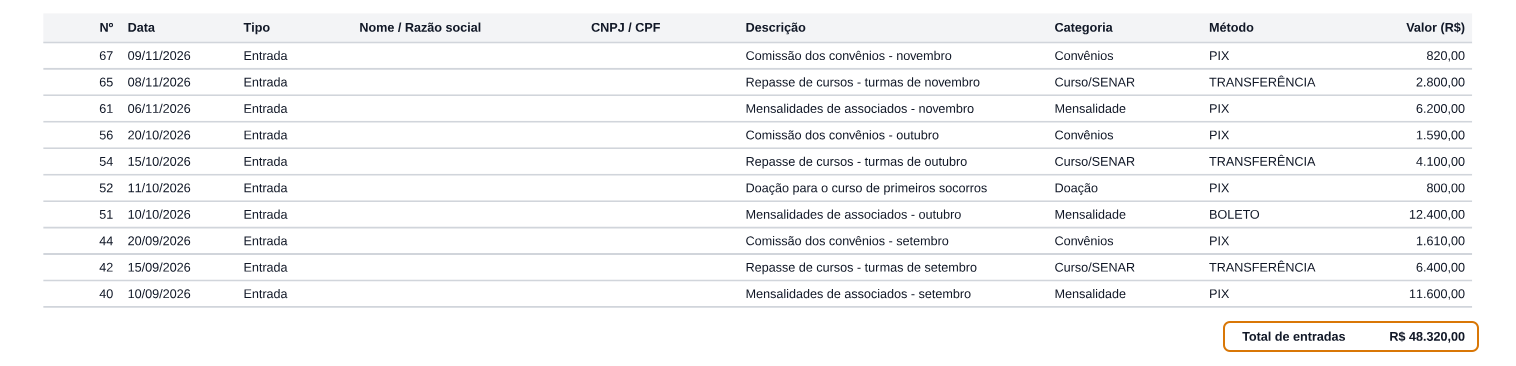 Nº Data Tipo Nome / Razão social CNPJ / CPF Descrição Categoria Método Valor (R$)
67 09/11/2026 Entrada Comissão dos convênios - novembro Convênios PIX 820,00
65 08/11/2026 Entrada Repasse de cursos - turmas de novembro Curso/SENAR TRANSFERÊNCIA 2.800,00
61 06/11/2026 Entrada Mensalidades de associados - novembro Mensalidade PIX 6.200,00
56 20/10/2026 Entrada Comissão dos convênios - outubro Convênios PIX 1.590,00
54 15/10/2026 Entrada Repasse de cursos - turmas de outubro Curso/SENAR TRANSFERÊNCIA 4.100,00
52 11/10/2026 Entrada Doação para o curso de primeiros socorros Doação PIX 800,00
51 10/10/2026 Entrada Mensalidades de associados - outubro Mensalidade BOLETO 12.400,00
44 20/09/2026 Entrada Comissão dos convênios - setembro Convênios PIX 1.610,00
42 15/09/2026 Entrada Repasse de cursos - turmas de setembro Curso/SENAR TRANSFERÊNCIA 6.400,00
40 10/09/2026 Entrada Mensalidades de associados - setembro Mensalidade PIX 11.600,00
Total de entradas R$ 48.320,00